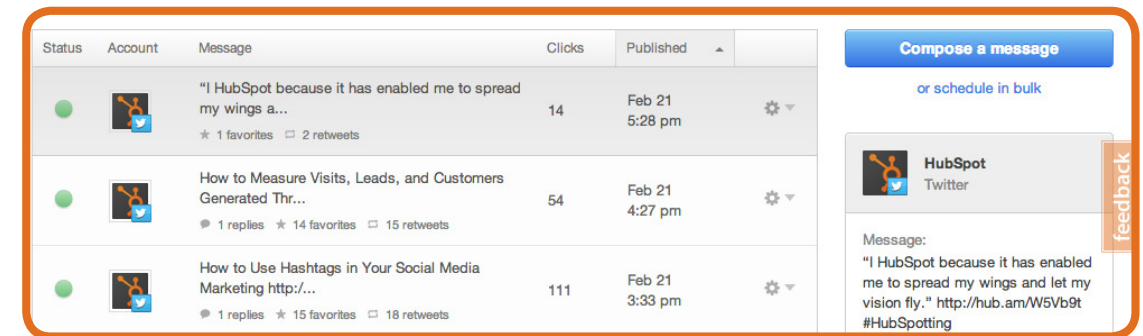 Status Account Message Clicks Published
“I HubSpot because it has enabled me to spread
my wings a...
1 favorites 2 retweets
14
Feb 21
5:28 pm
How to Measure Visits, Leads, and Customers
Generated Thr...
1 replies 14 favorites 15 retweets
54
Feb 21
4:27 pm
How to Use Hashtags in Your Social Media
Marketing http:/...
1 replies 15 favorites 18 retweets
111
Feb 21
3:33 pm
Compose a message
or schedule in bulk
HubSpot
Twitter
Message:
“I HubSpot because it has enabled
me to spread my wings and let my
vision fly.” http://hub.am/W5Vb9t
#HubSpotting
feedback